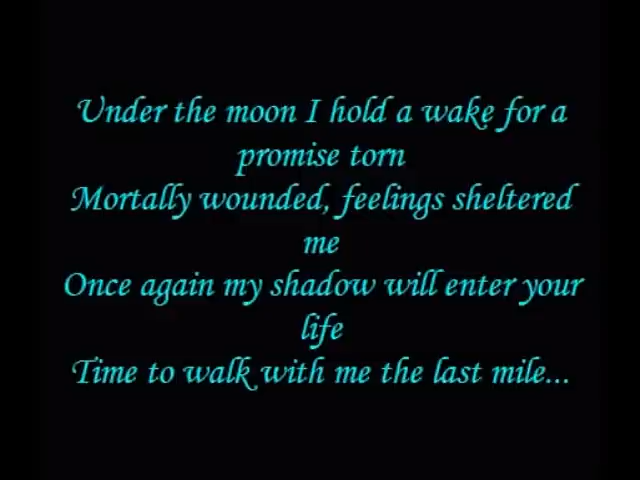 Under the moon I hold a wake for a
promise torn
Mortally wounded, feelings sheltered
me
Once again my shadow will enter your
life
Time to walk with me the last mile...